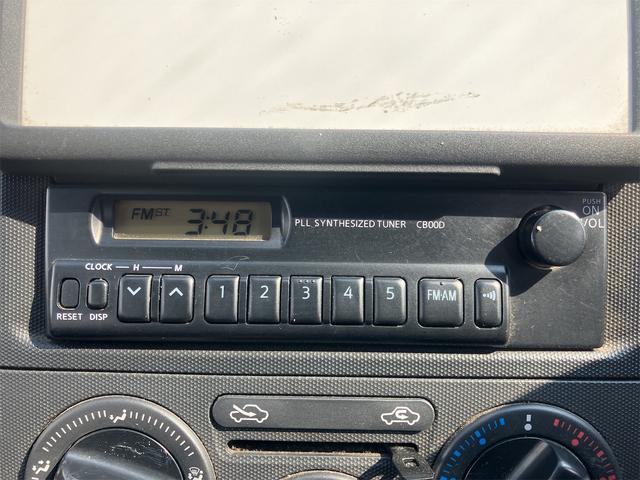 PUSH
ON
VOL
FM ST 3:48
PLL SYNTHESIZED TUNER CB00D
CLOCK H M
1 2 3 4 5 FM·AM
RESET DISP